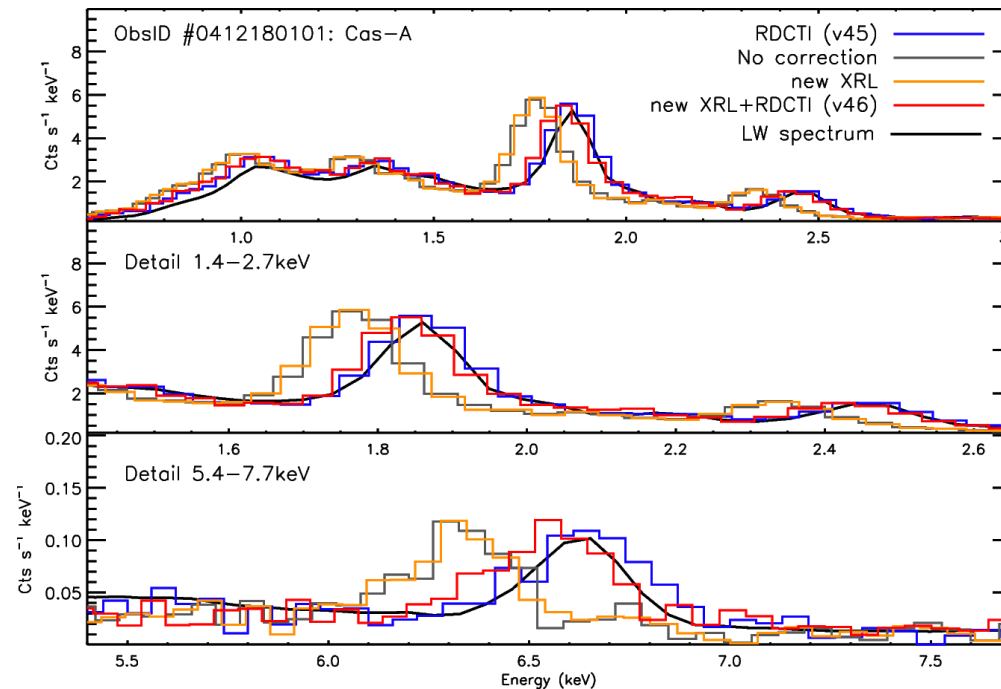 ObsID #0412180101: Cas-A
RDCTI (v45)
No correction
new XRL
new XRL+RDCTI (v46)
LW spectrum
Cts s⁻¹ keV⁻¹
8
6
4
2
1.0 1.5 2.0 2.5 3
Detail 1.4-2.7keV
Cts s⁻¹ keV⁻¹
8
6
4
2
1.6 1.8 2.0 2.2 2.4 2.6
Detail 5.4-7.7keV
Cts s⁻¹ keV⁻¹
0.20
0.15
0.10
0.05
5.5 6.0 6.5 7.0 7.5
Energy (keV)